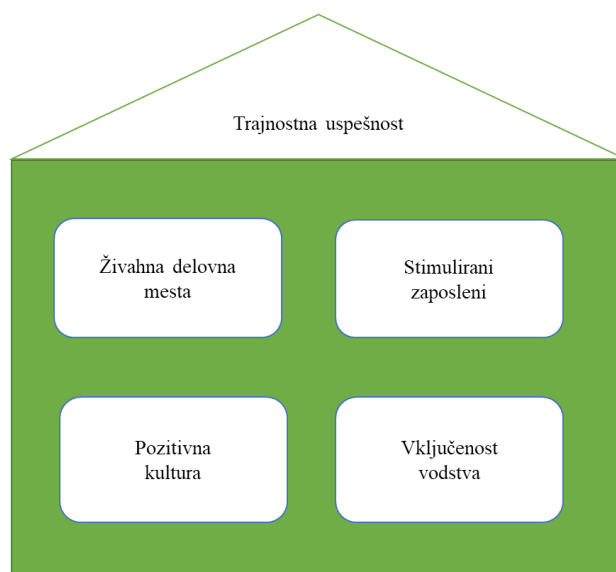 Trajnostna uspešnost
Živahna delovna
mesta
Stimulirani
zaposleni
Pozitivna
kultura
Vključenost
vodstva